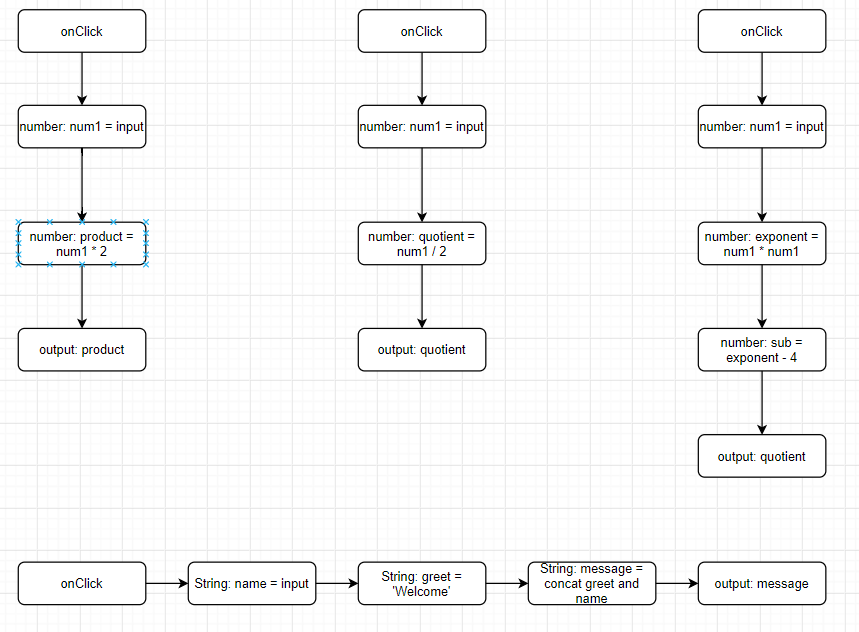 onClick
number: num1 = input
number: product =
num1 * 2
output: product
onClick
number: num1 = input
number: quotient =
num1 / 2
output: quotient
onClick
number: num1 = input
number: exponent =
num1 * num1
number: sub =
exponent - 4
output: quotient
onClick
String: name = input
String: greet =
'Welcome'
String: message =
concat greet and
name
output: message